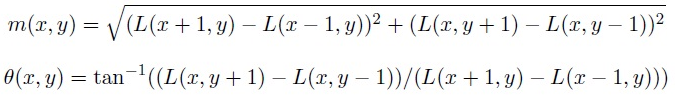 m(x, y) = √((L(x + 1, y) − L(x − 1, y))² + (L(x, y + 1) − L(x, y − 1))²)
θ(x, y) = tan⁻¹((L(x, y + 1) − L(x, y − 1))/(L(x + 1, y) − L(x − 1, y)))